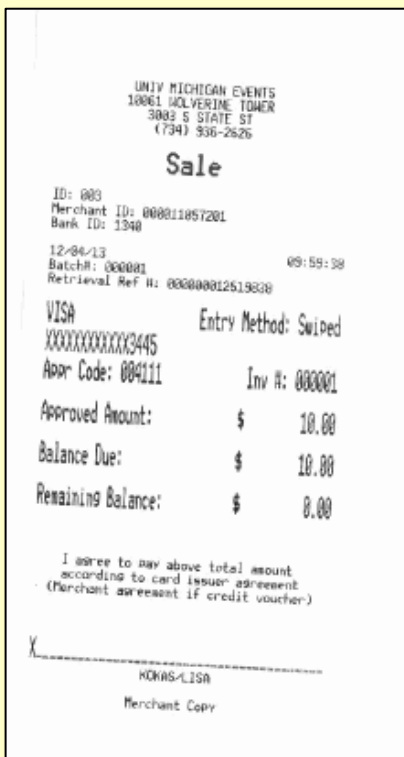 UNIV MICHIGAN EVENTS
10061 WOLVERINE TOWER
3003 S STATE ST
(734) 936-2626
Sale
ID: 003
Merchant ID: 000011057201
Bank ID: 1340
12/04/13 09:59:38
Batch#: 000001
Retrieval Ref #: 000000012519838
VISA Entry Method: Swiped
XXXXXXXXXXXX3445
Appr Code: 004111 Inv #: 000001
Approved Amount: $ 10.00
Balance Due: $ 10.00
Remaining Balance: $ 0.00
I agree to pay above total amount
according to card issuer agreement
(Merchant agreement if credit voucher)
X
KOKAS/LISA
Merchant Copy